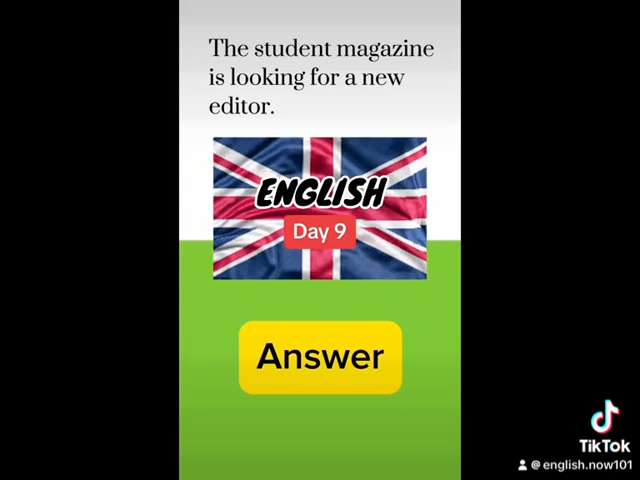 The student magazine
is looking for a new
editor.
ENGLISH
Day 9
Answer
TikTok
@english.now101